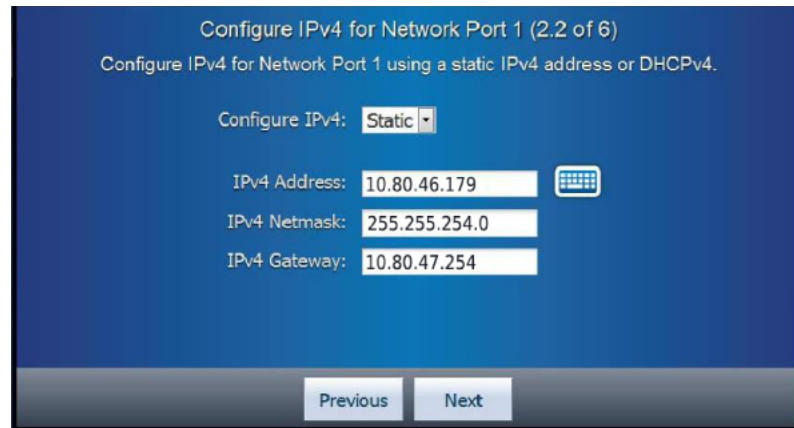 Configure IPv4 for Network Port 1 (2.2 of 6)
Configure IPv4 for Network Port 1 using a static IPv4 address or DHCPv4.
Configure IPv4: Static
IPv4 Address: 10.80.46.179
IPv4 Netmask: 255.255.254.0
IPv4 Gateway: 10.80.47.254
Previous Next